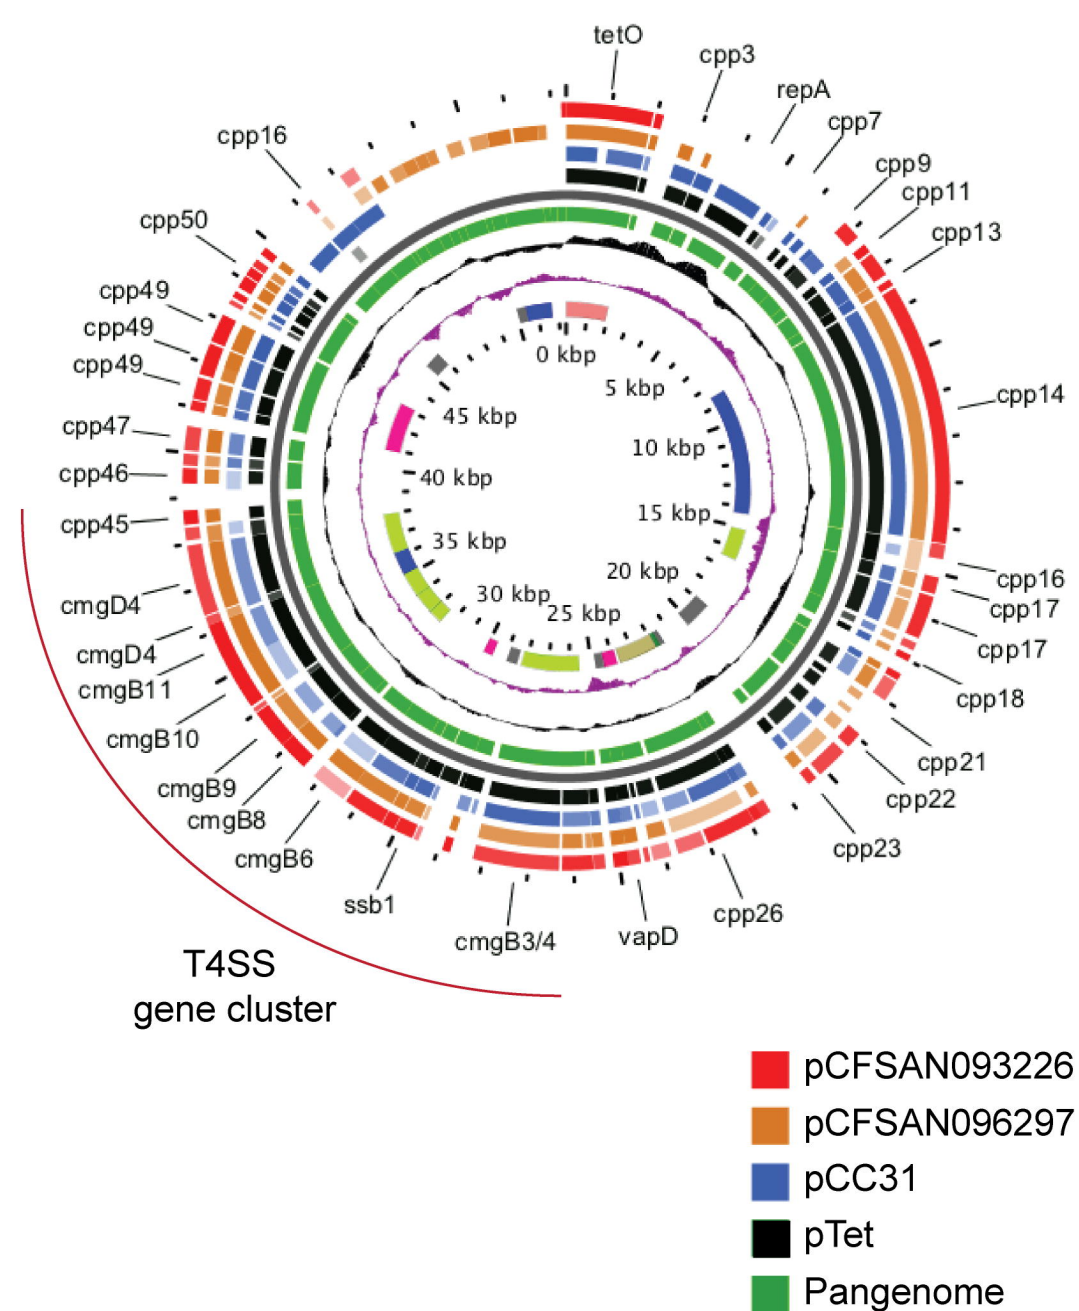 tetO
cpp3
repA
cpp7
cpp9
cpp11
cpp13
cpp14
cpp16
cpp17
cpp17
cpp18
cpp21
cpp22
cpp23
cpp26
vapD
cmgB3/4
ssb1
cmgB6
cmgB8
cmgB9
cmgB10
cmgB11
cmgD4
cmgD4
cpp45
cpp46
cpp47
cpp49
cpp49
cpp49
cpp50
cpp16
0 kbp
5 kbp
10 kbp
15 kbp
20 kbp
25 kbp
30 kbp
35 kbp
40 kbp
45 kbp
T4SS
gene cluster
pCFSAN093226
pCFSAN096297
pCC31
pTet
Pangenome